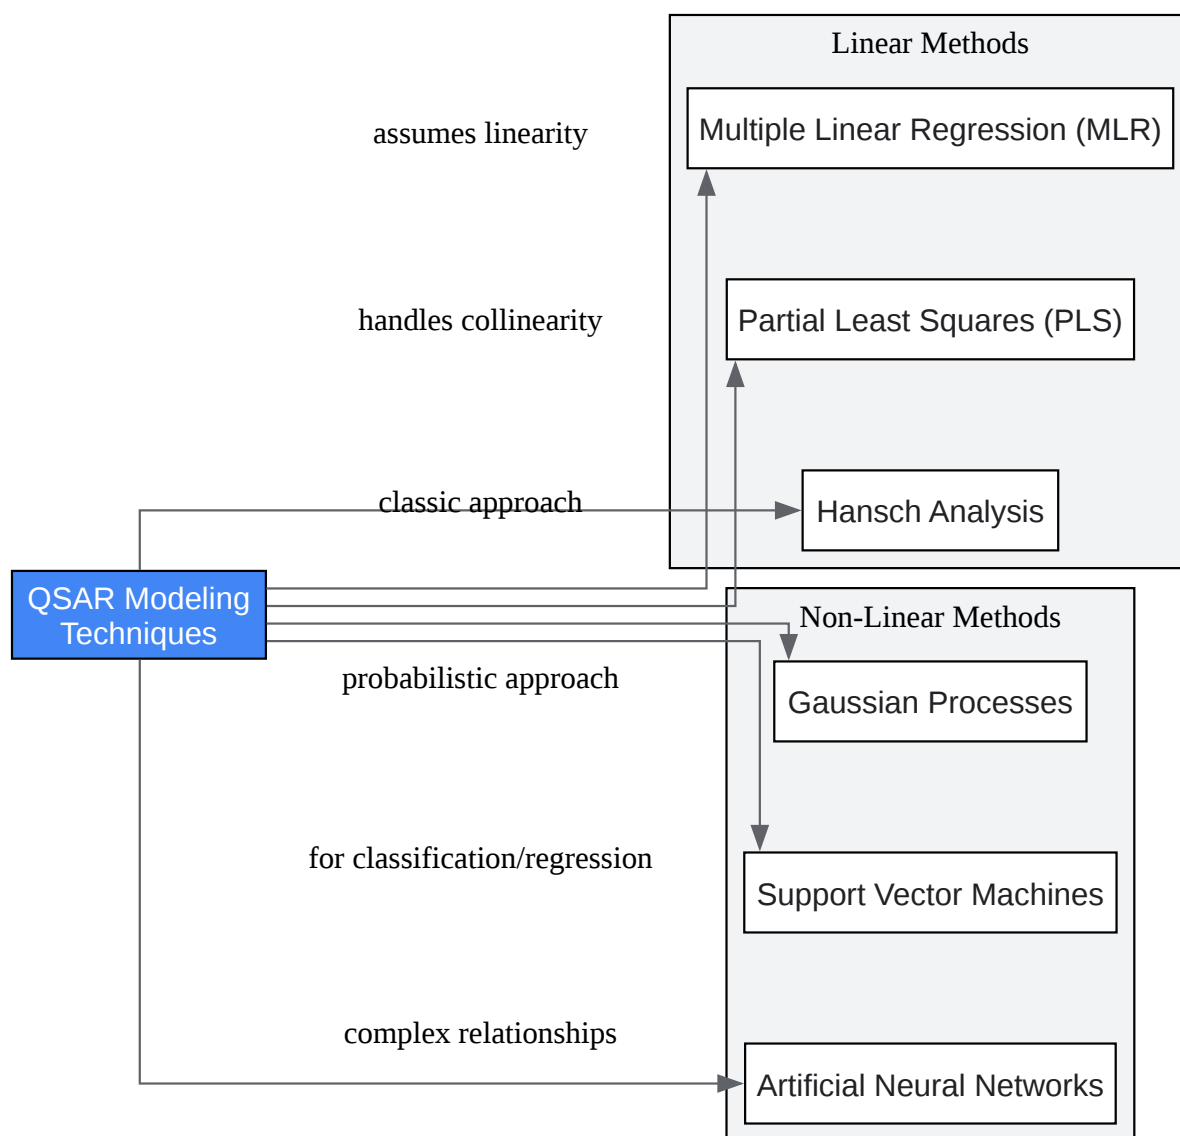 Linear Methods
assumes linearity
Multiple Linear Regression (MLR)
handles collinearity
Partial Least Squares (PLS)
classic approach
Hansch Analysis
QSAR Modeling
Techniques
Non-Linear Methods
probabilistic approach
Gaussian Processes
for classification/regression
Support Vector Machines
complex relationships
Artificial Neural Networks